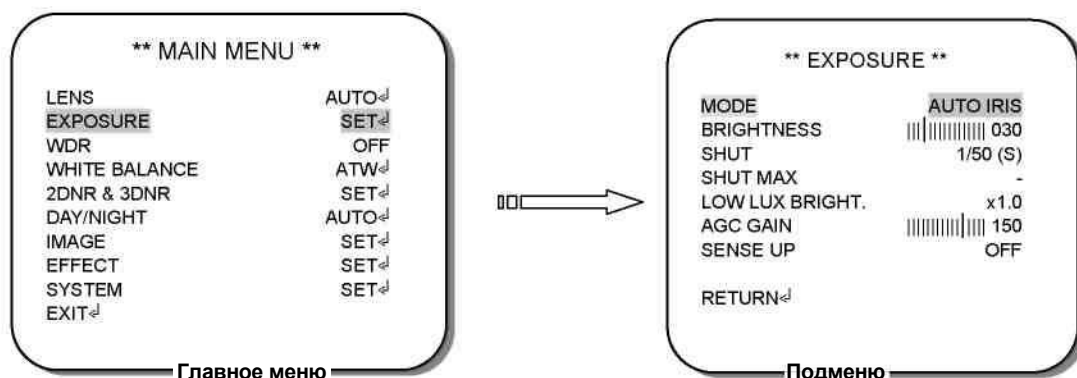 ** MAIN MENU **
LENS AUTO↲
EXPOSURE SET↲
WDR OFF
WHITE BALANCE ATW↲
2DNR & 3DNR SET↲
DAY/NIGHT AUTO↲
IMAGE SET↲
EFFECT SET↲
SYSTEM SET↲
EXIT↲
Главное меню
** EXPOSURE **
MODE AUTO IRIS
BRIGHTNESS 030
SHUT 1/50 (S)
SHUT MAX -
LOW LUX BRIGHT. x1.0
AGC GAIN 150
SENSE UP OFF
RETURN↲
Подменю